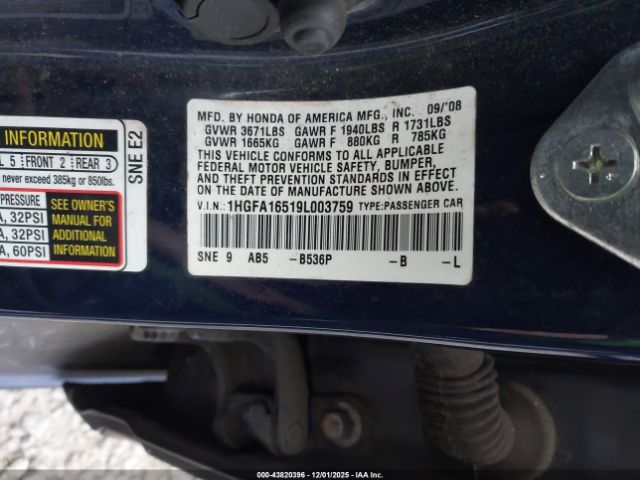 INFORMATION
L 5 FRONT 2 REAR 3
never exceed 385kg or 850lbs.
PRESSURE
A, 32PSI
A, 32PSI
A, 60PSI
SEE OWNER'S
MANUAL FOR
ADDITIONAL
INFORMATION
SNE E2
MFD. BY HONDA OF AMERICA MFG., INC. 09/'08
GVWR 3671LBS GAWR F 1940LBS R 1731LBS
GVWR 1665KG GAWR F 880KG R 785KG
THIS VEHICLE CONFORMS TO ALL APPLICABLE
FEDERAL MOTOR VEHICLE SAFETY, BUMPER,
AND THEFT PREVENTION STANDARDS IN EFFECT
ON THE DATE OF MANUFACTURE SHOWN ABOVE.
V.I.N.: 1HGFA16519L003759 TYPE:PASSENGER CAR
SNE 9 AB5 -B536P -B -L
00-43820396 - 12/01/2025 - IAAI.COM